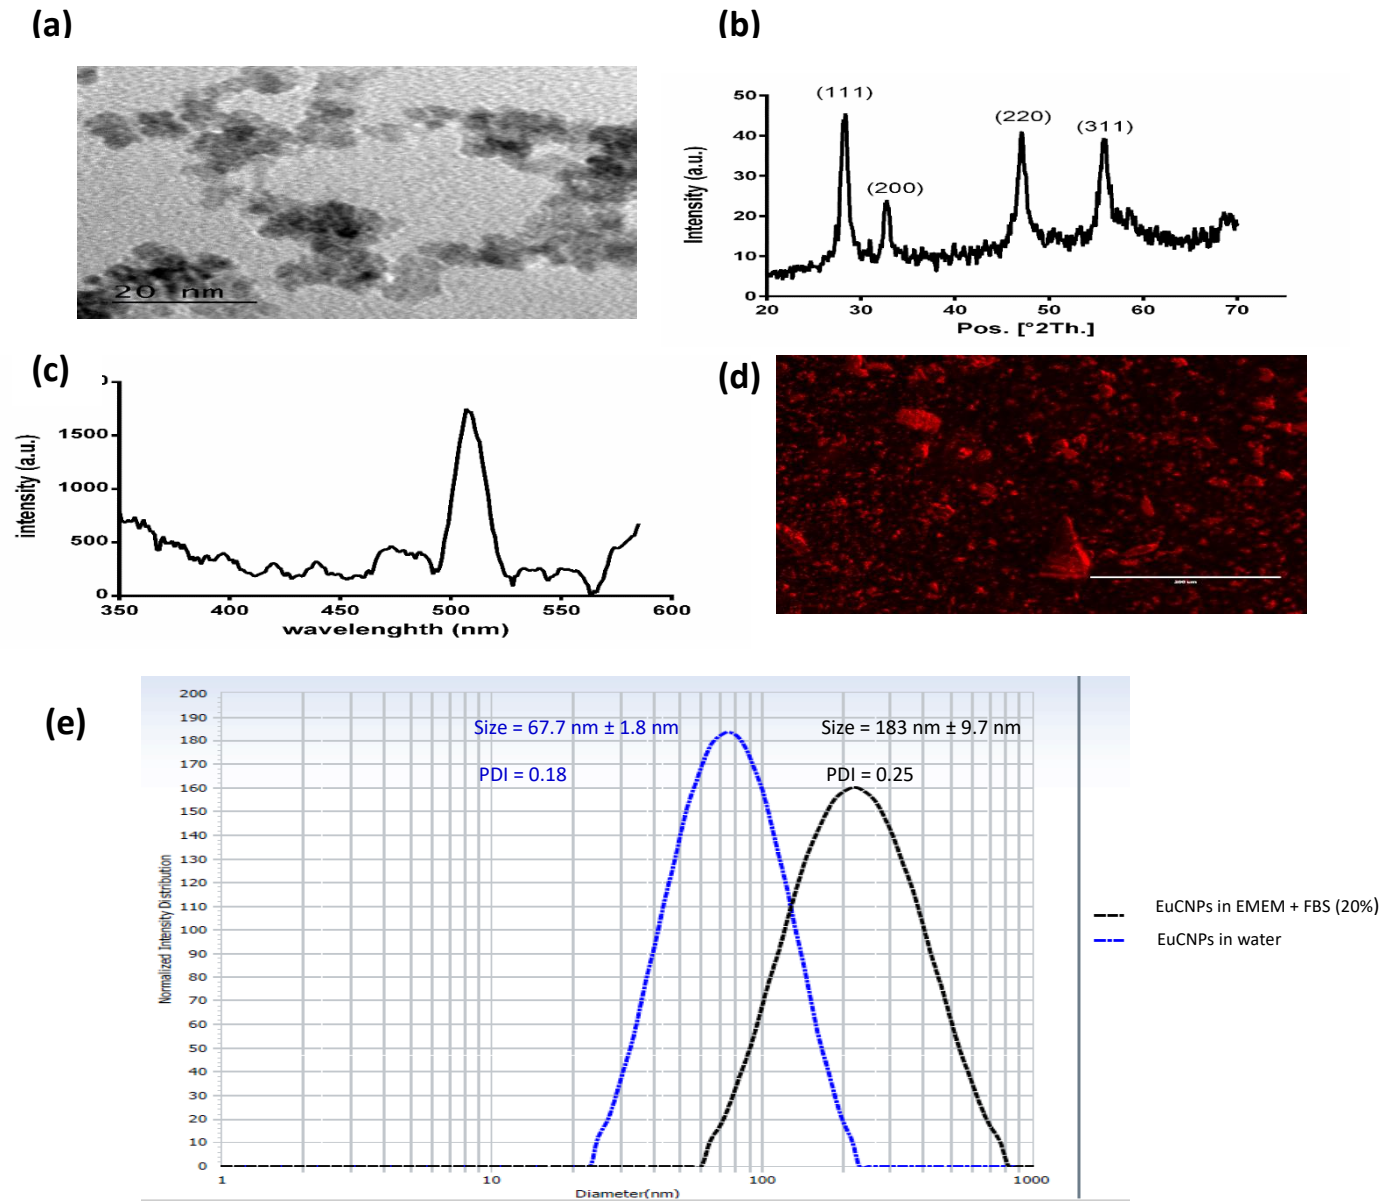 (a)
20 nm
(b)
50
40
30
20
10
0
Intensity (a.u.)
(111)
(200)
(220)
(311)
20
30
40
50
60
70
Pos. [°2Th.]
(c)
1500
1000
500
0
intensity (a.u.)
350
400
450
500
550
600
wavelenghth (nm)
(d)
(e)
200
190
180
170
160
150
140
130
120
110
100
90
80
70
60
50
40
30
20
10
0
Normalized Intensity Distribution
Size = 67.7 nm ± 1.8 nm
PDI = 0.18
Size = 183 nm ± 9.7 nm
PDI = 0.25
1
10
100
1000
Diameter(nm)
EuCNPs in EMEM + FBS (20%)
EuCNPs in water